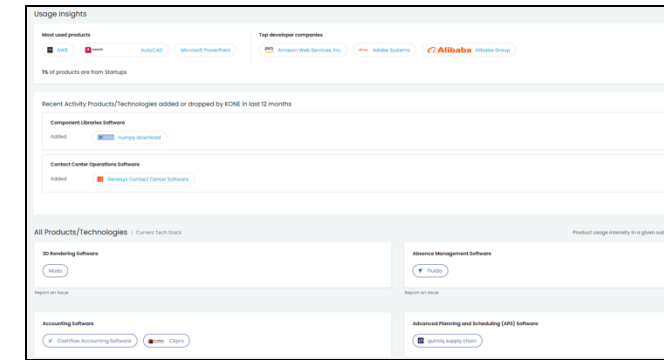 Usage Insights
Most used products
Top developer companies
AWS AutoCAD Microsoft PowerPoint
Amazon Web Services, Inc. Adobe Systems Alibaba Alibaba Group
1% of products are from Startups
Recent Activity Products/Technologies added or dropped by KONE in last 12 months
Component Libraries Software
Added numpy download
Contact Center Operations Software
Added Genesys Contact Center Software
All Products/Technologies | Current Tech Stack
Product usage intensity in a given sub
3D Rendering Software
Absence Management Software
Modo
Fluida
Report an issue
Report an issue
Accounting Software
Advanced Planning and Scheduling (APS) Software
Cashflow Accounting Software Citpro
quintiq supply chain